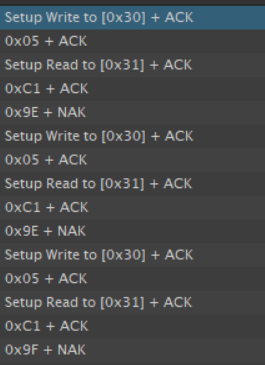 Setup Write to [0x30] + ACK
0x05 + ACK
Setup Read to [0x31] + ACK
0xC1 + ACK
0x9E + NAK
Setup Write to [0x30] + ACK
0x05 + ACK
Setup Read to [0x31] + ACK
0xC1 + ACK
0x9E + NAK
Setup Write to [0x30] + ACK
0x05 + ACK
Setup Read to [0x31] + ACK
0xC1 + ACK
0x9F + NAK